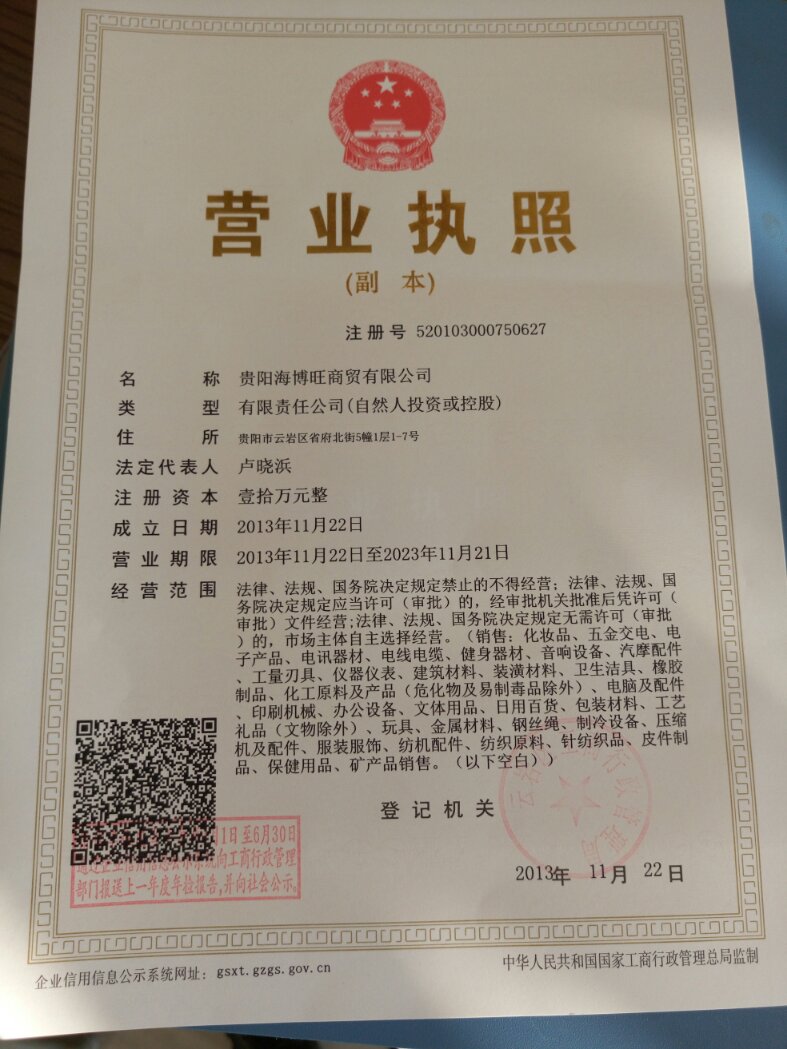 营业执照
(副 本)
注册号 520103000750627
名 称 贵阳海博旺商贸有限公司
类 型 有限责任公司(自然人投资或控股)
住 所 贵阳市云岩区省府北街5幢1层1-7号
法定代表人 卢晓浜
注册资本 壹拾万元整
成立日期 2013年11月22日
营业期限 2013年11月22日至2023年11月21日
经营范围 法律、法规、国务院决定规定禁止的不得经营；法律、法规、国
务院决定规定应当许可（审批）的，经审批机关批准后凭许可（
审批）文件经营;法律、法规、国务院决定规定无需许可（审批
）的，市场主体自主选择经营。（销售：化妆品、五金交电、电
子产品、电讯器材、电线电缆、健身器材、音响设备、汽摩配件
、工量刃具、仪器仪表、建筑材料、装潢材料、卫生洁具、橡胶
制品、化工原料及产品（危化物及易制毒品除外）、电脑及配件
、印刷机械、办公设备、文体用品、日用百货、包装材料、工艺
礼品（文物除外）、玩具、金属材料、钢丝绳、制冷设备、压缩
机及配件、服装服饰、纺机配件、纺织原料、针纺织品、皮件制
品、保健用品、矿产品销售。（以下空白））
登记机关
行政管理局
1日至6月30日
向工商行政管理
部门报送上一年度年检报告,并向社会公示。
2013年 11月 22日
企业信用信息公示系统网址：gsxt.gzgs.gov.cn
中华人民共和国国家工商行政管理总局监制